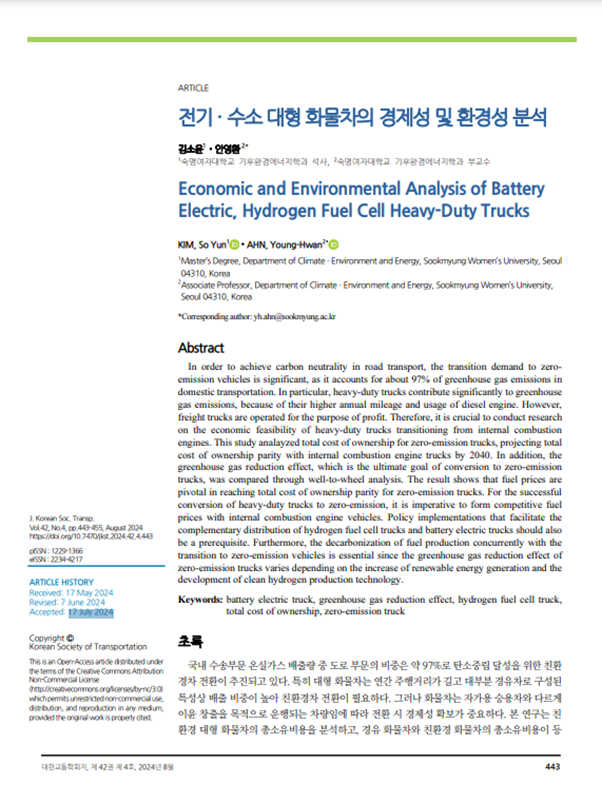 ARTICLE
전기 · 수소 대형 화물차의 경제성 및 환경성 분석
김소윤1 · 안영환2*
1숙명여자대학교 기후환경에너지학과 석사, 2숙명여자대학교 기후환경에너지학과 부교수
Economic and Environmental Analysis of Battery
Electric, Hydrogen Fuel Cell Heavy-Duty Trucks
KIM, So Yun1 · AHN, Young-Hwan2*
1Master's Degree, Department of Climate · Environment and Energy, Sookmyung Women's University, Seoul
04310, Korea
2Associate Professor, Department of Climate · Environment and Energy, Sookmyung Women's University,
Seoul 04310, Korea
*Corresponding author: yh.ahn@sookmyung.ac.kr
Abstract
In order to achieve carbon neutrality in road transport, the transition demand to zero-
emission vehicles is significant, as it accounts for about 97% of greenhouse gas emissions in
domestic transportation. In particular, heavy-duty trucks contribute significantly to greenhouse
gas emissions, because of their higher annual mileage and usage of diesel engine. However,
freight trucks are operated for the purpose of profit. Therefore, it is crucial to conduct research
on the economic feasibility of heavy-duty trucks transitioning from internal combustion
engines. This study analayzed total cost of ownership for zero-emission trucks, projecting total
cost of ownership parity with internal combustion engine trucks by 2040. In addition, the
greenhouse gas reduction effect, which is the ultimate goal of conversion to zero-emission
trucks, was compared through well-to-wheel analysis. The result shows that fuel prices are
pivotal in reaching total cost of ownership parity for zero-emission trucks. For the successful
conversion of heavy-duty trucks to zero-emission, it is imperative to form competitive fuel
prices with internal combustion engine vehicles. Policy implementations that facilitate the
complementary distribution of hydrogen fuel cell trucks and battery electric trucks should also
be a prerequisite. Furthermore, the decarbonization of fuel production concurrently with the
transition to zero-emission vehicles is essential since the greenhouse gas reduction effect of
zero-emission trucks varies depending on the increase of renewable energy generation and the
development of clean hydrogen production technology.
Keywords: battery electric truck, greenhouse gas reduction effect, hydrogen fuel cell truck,
total cost of ownership, zero-emission truck
J. Korean Soc. Transp.
Vol.42, No.4, pp.443-455, August 2024
https://doi.org/10.7470/jkst.2024.42.4.443
pISSN : 1229-1366
eISSN : 2234-4217
ARTICLE HISTORY
Received: 17 May 2024
Revised: 7 June 2024
Accepted: 17 July 2024
Copyright ©
Korean Society of Transportation
This is an Open-Access article distributed under
the terms of the Creative Commons Attribution
Non-Commercial License
(http://creativecommons.org/licenses/by-nc/3.0)
which permits unrestricted non-commercial use,
distribution, and reproduction in any medium,
provided the original work is properly cited.
초록
국내 수송부문 온실가스 배출량 중 도로 부문의 비중은 약 97%로 탄소중립 달성을 위한 친환
경차 전환이 추진되고 있다. 특히 대형 화물차는 연간 주행거리가 길고 대부분 경유차로 구성된
특성상 배출 비중이 높아 친환경차 전환이 필요하다. 그러나 화물차는 자가용 승용차와 다르게
이윤 창출을 목적으로 운행되는 차량임에 따라 전환 시 경제성 확보가 중요하다. 본 연구는 친
환경 대형 화물차의 총소유비용을 분석하고, 경유 화물차와 친환경 화물차의 총소유비용이 동
대한교통학회지, 제 42권 제 4호, 2024년 8월
443